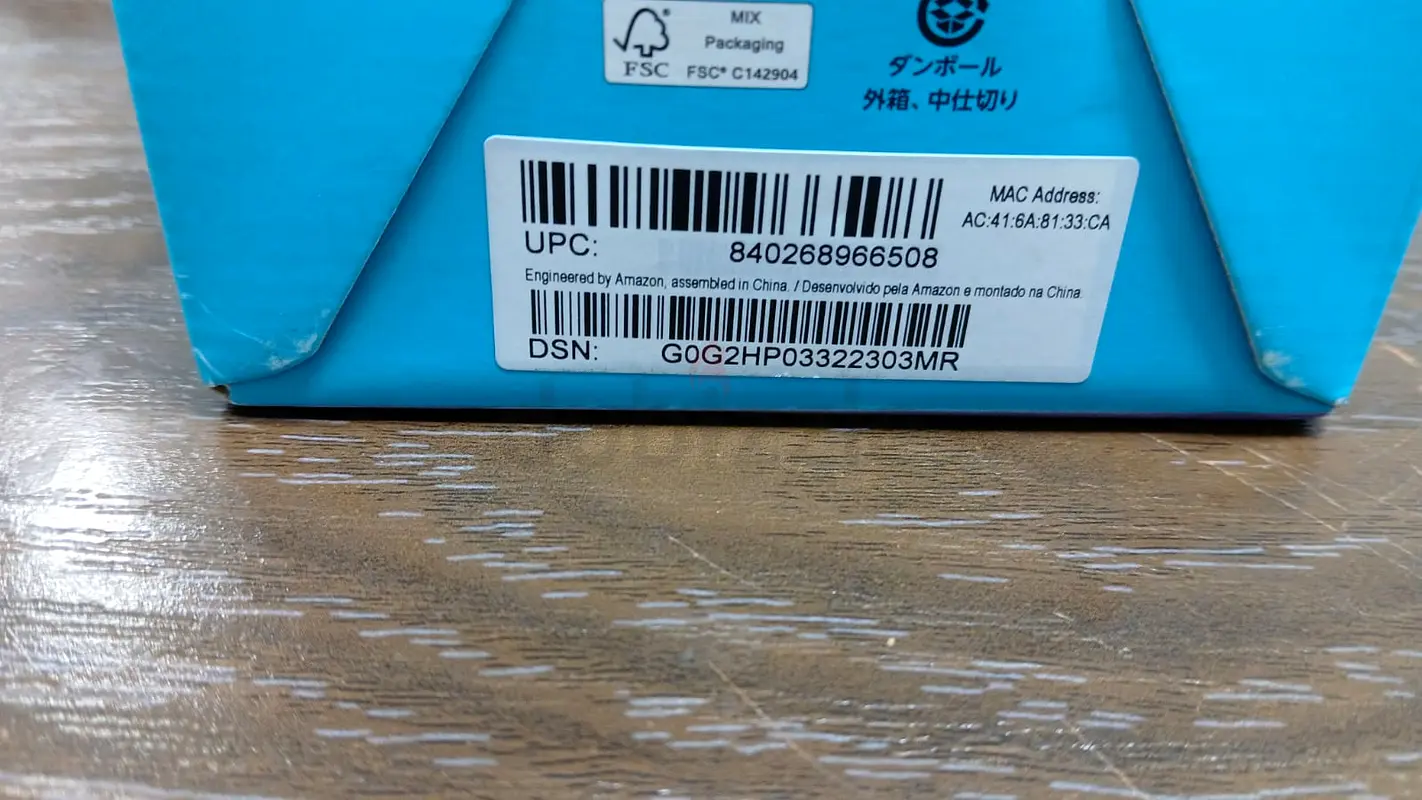 MIX
Packaging
FSC® C142904
FSC
ダンボール
外箱、中仕切り
MAC Address:
AC:41:6A:81:33:CA
UPC: 840268966508
Engineered by Amazon, assembled in China. / Desenvolvido pela Amazon e montado na China.
DSN: G0G2HP03322303MR